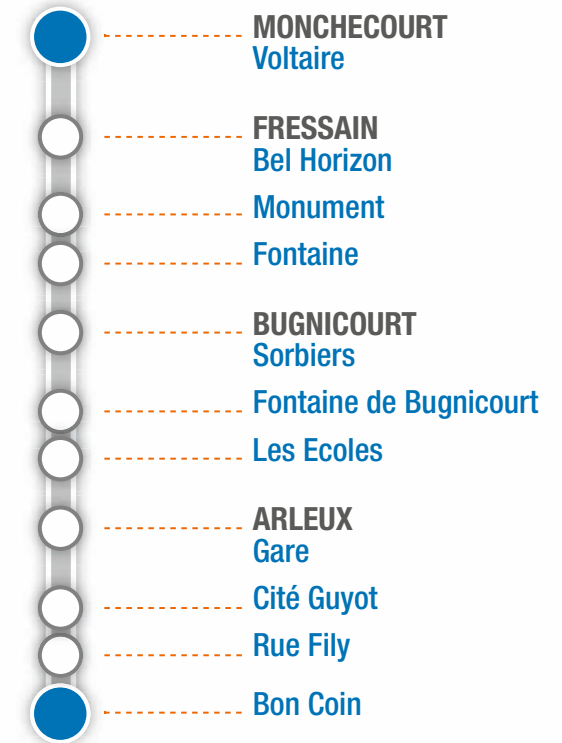 MONCHECOURT
Voltaire
FRESSAIN
Bel Horizon
Monument
Fontaine
BUGNICOURT
Sorbiers
Fontaine de Bugnicourt
Les Ecoles
ARLEUX
Gare
Cité Guyot
Rue Fily
Bon Coin